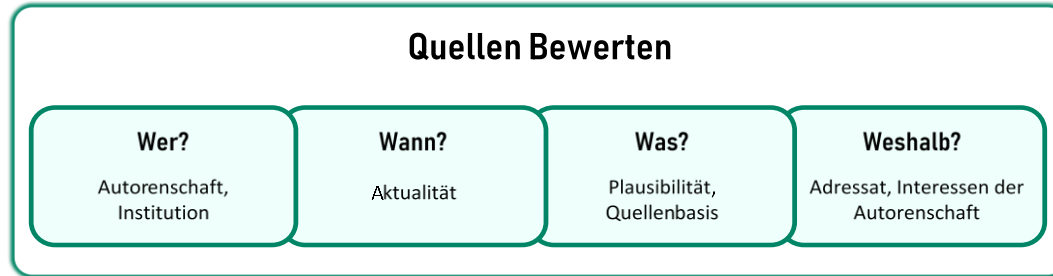 Quellen Bewerten
Wer?
Autorenschaft,
Institution
Wann?
Aktualität
Was?
Plausibilität,
Quellenbasis
Weshalb?
Adressat, Interessen der
Autorenschaft